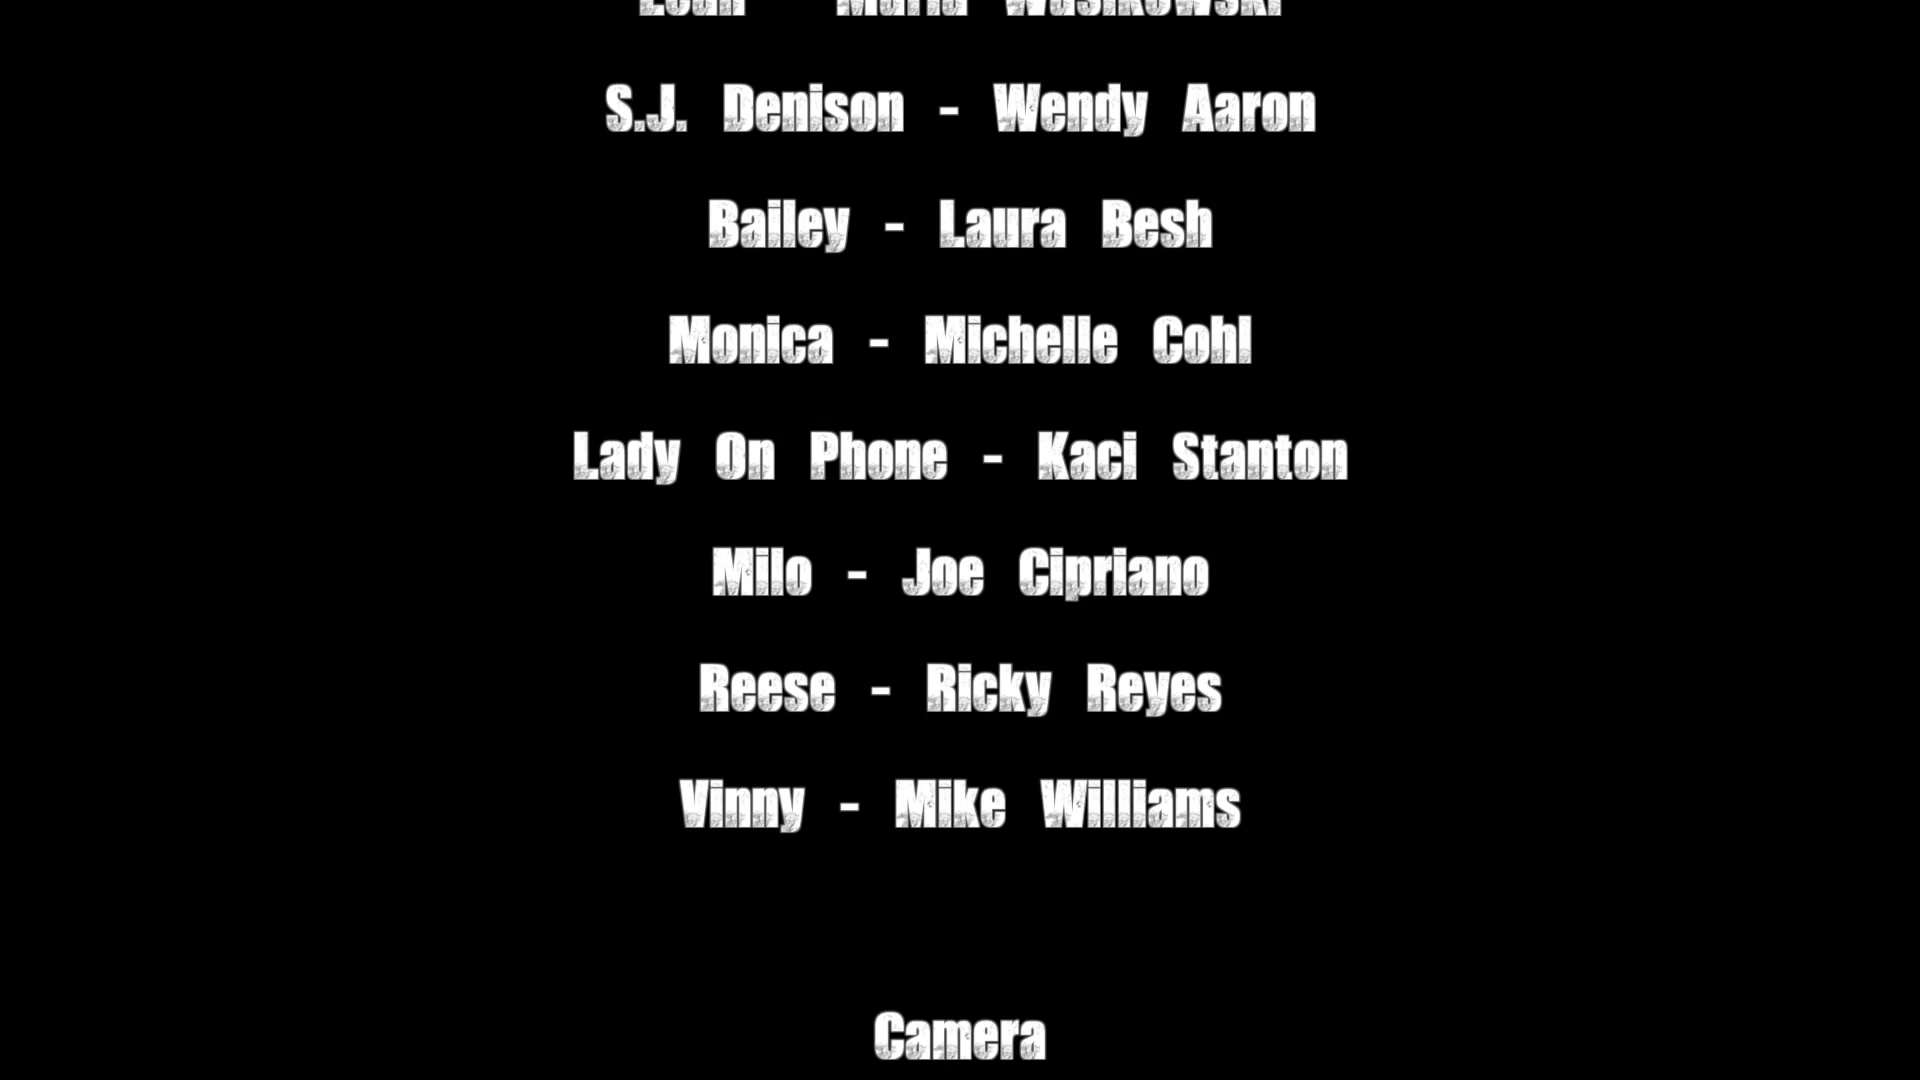 S.J. Denison - Wendy Aaron
Bailey - Laura Besh
Monica - Michelle Cohl
Lady On Phone - Kaci Stanton
Milo - Joe Cipriano
Reese - Ricky Reyes
Vinny - Mike Williams
Camera